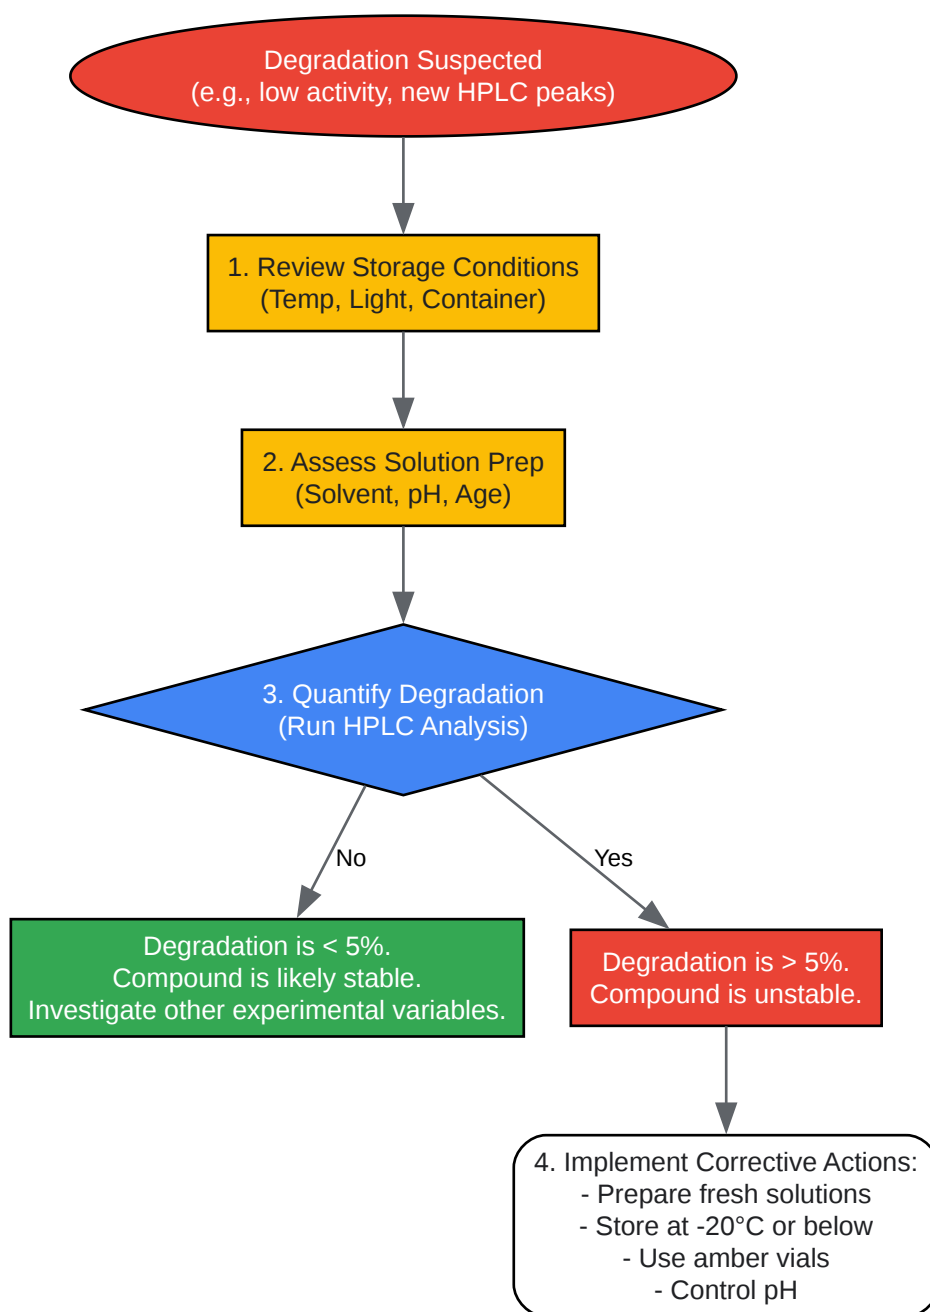 Degradation Suspected
(e.g., low activity, new HPLC peaks)
1. Review Storage Conditions
(Temp, Light, Container)
2. Assess Solution Prep
(Solvent, pH, Age)
3. Quantify Degradation
(Run HPLC Analysis)
No
Yes
Degradation is < 5%.
Compound is likely stable.
Investigate other experimental variables.
Degradation is > 5%.
Compound is unstable.
4. Implement Corrective Actions:
- Prepare fresh solutions
- Store at -20°C or below
- Use amber vials
- Control pH